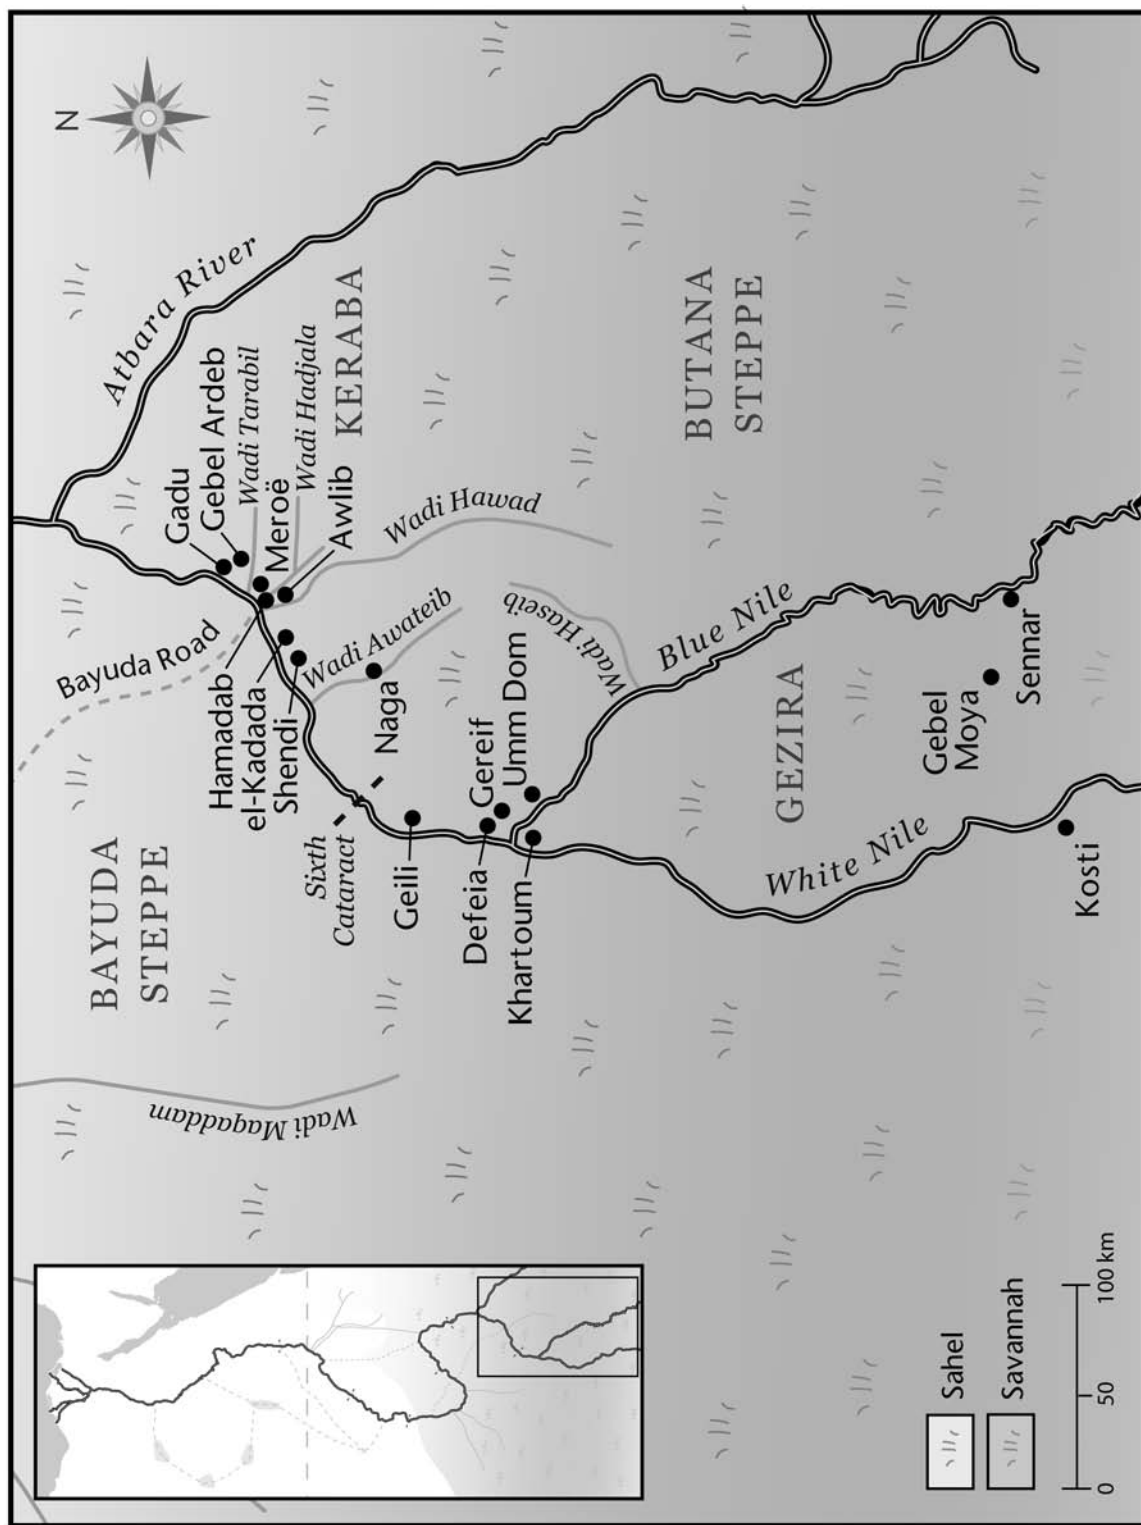 N
Atbara River
Gadu
Gebel Ardeb
Wadi Tarabil
Meroë
Wadi Hadjala
Awlib
KERABA
Wadi Hawad
BUTANA
STEPPE
Bayuda Road
Hamadab
el-Kadada
Shendi
Wadi Awateib
Naga
Wadi Haseib
Blue Nile
BAYUDA
STEPPE
Sixth
Cataract
Geili
Defeia
Gereif
Umm Dom
Khartoum
GEZIRA
White Nile
Gebel
Moya
Sennar
Kosti
Wadi Maqaddam
Sahel
Savannah
0
50
100 km